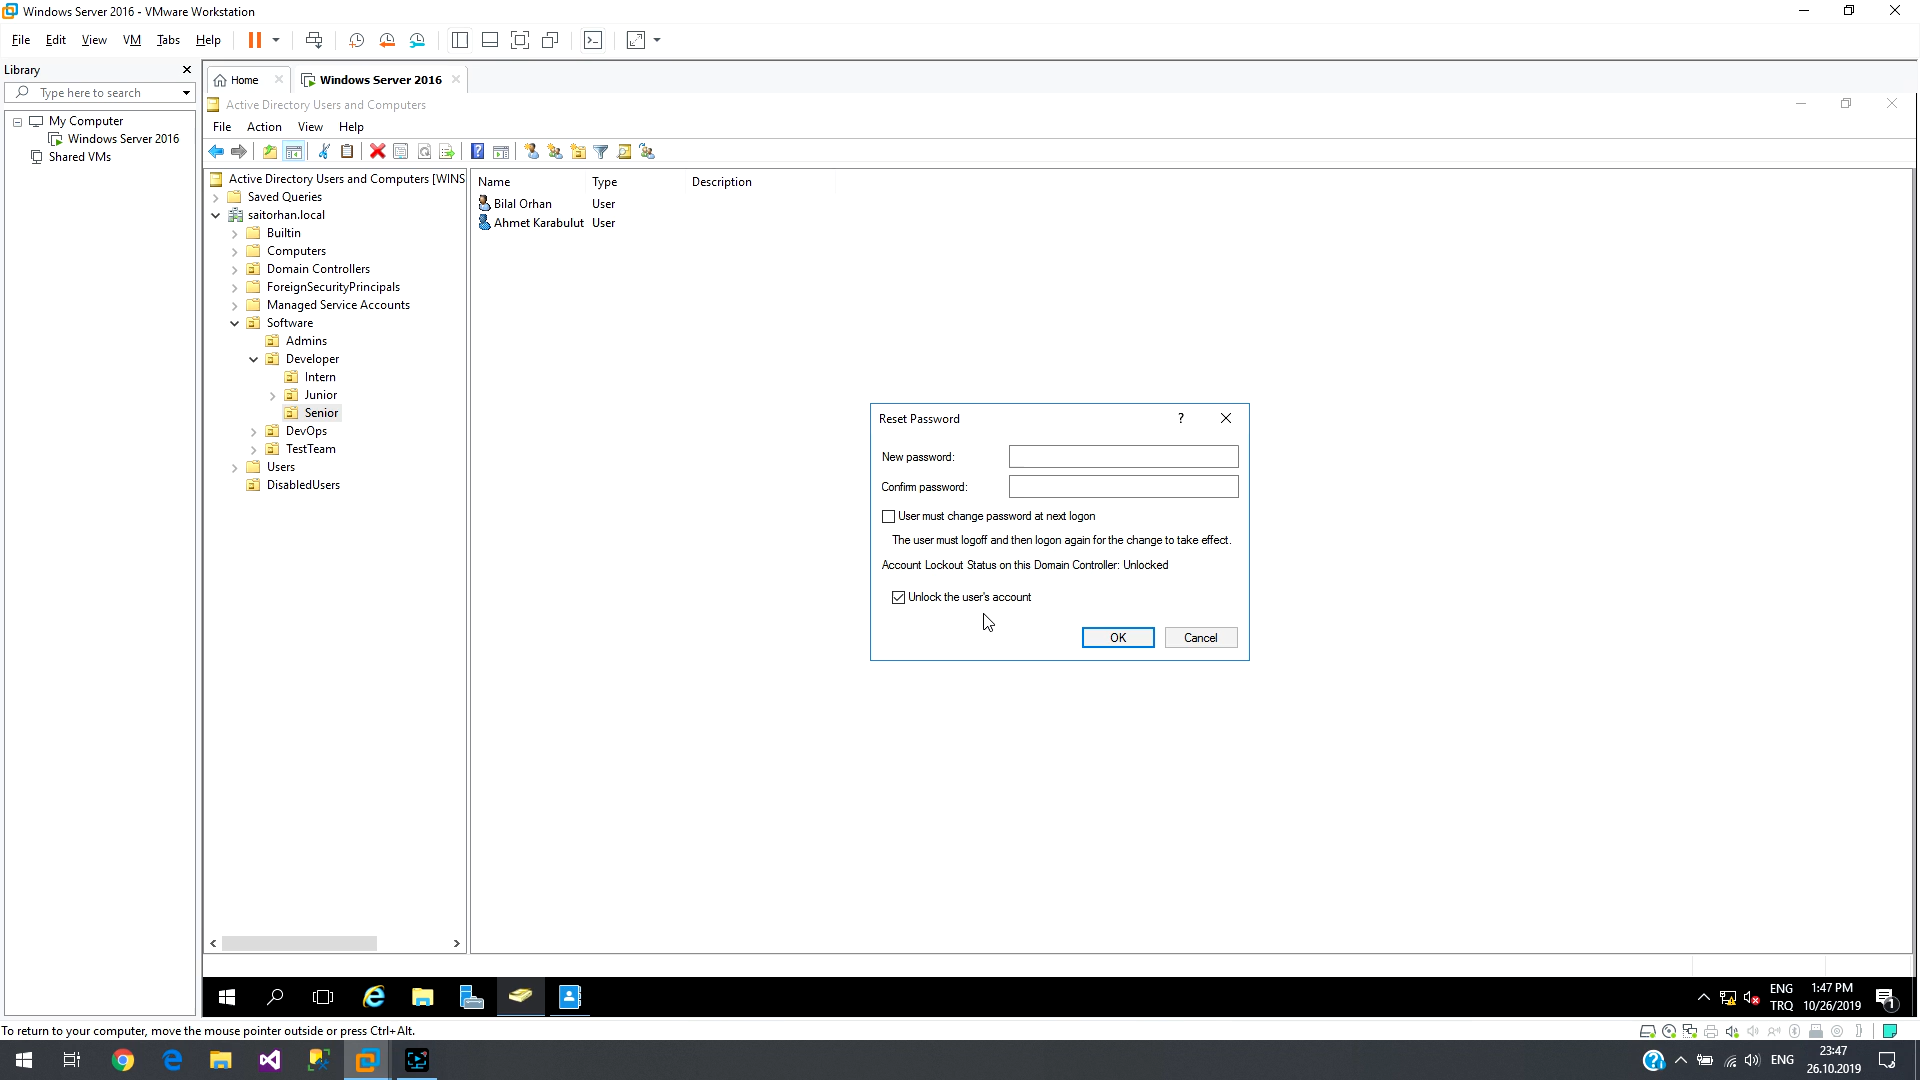 Windows Server 2016 - VMware Workstation
File Edit View VM Tabs Help
Library
Type here to search
My Computer
Windows Server 2016
Shared VMs
Home
Windows Server 2016
Active Directory Users and Computers
File Action View Help
Active Directory Users and Computers [WINS
Saved Queries
saitorhan.local
Builtin
Computers
Domain Controllers
ForeignSecurityPrincipals
Managed Service Accounts
Software
Admins
Developer
Intern
Junior
Senior
DevOps
TestTeam
Users
DisabledUsers
Name Type Description
Bilal Orhan User
Ahmet Karabulut User
Reset Password
New password:
Confirm password:
User must change password at next logon
The user must logoff and then logon again for the change to take effect.
Account Lockout Status on this Domain Controller: Unlocked
Unlock the user's account
OK Cancel
ENG 1:47 PM
TRQ 10/26/2019
1
To return to your computer, move the mouse pointer outside or press Ctrl+Alt.
ENG
23:47
26.10.2019